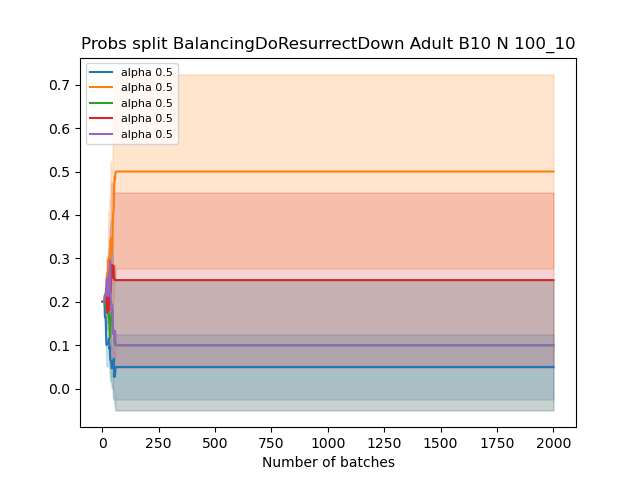 Probs split BalancingDoResurrectDown Adult B10 N 100_10
alpha 0.5
alpha 0.5
alpha 0.5
alpha 0.5
alpha 0.5
0.7
0.6
0.5
0.4
0.3
0.2
0.1
0.0
0 250 500 750 1000 1250 1500 1750 2000
Number of batches